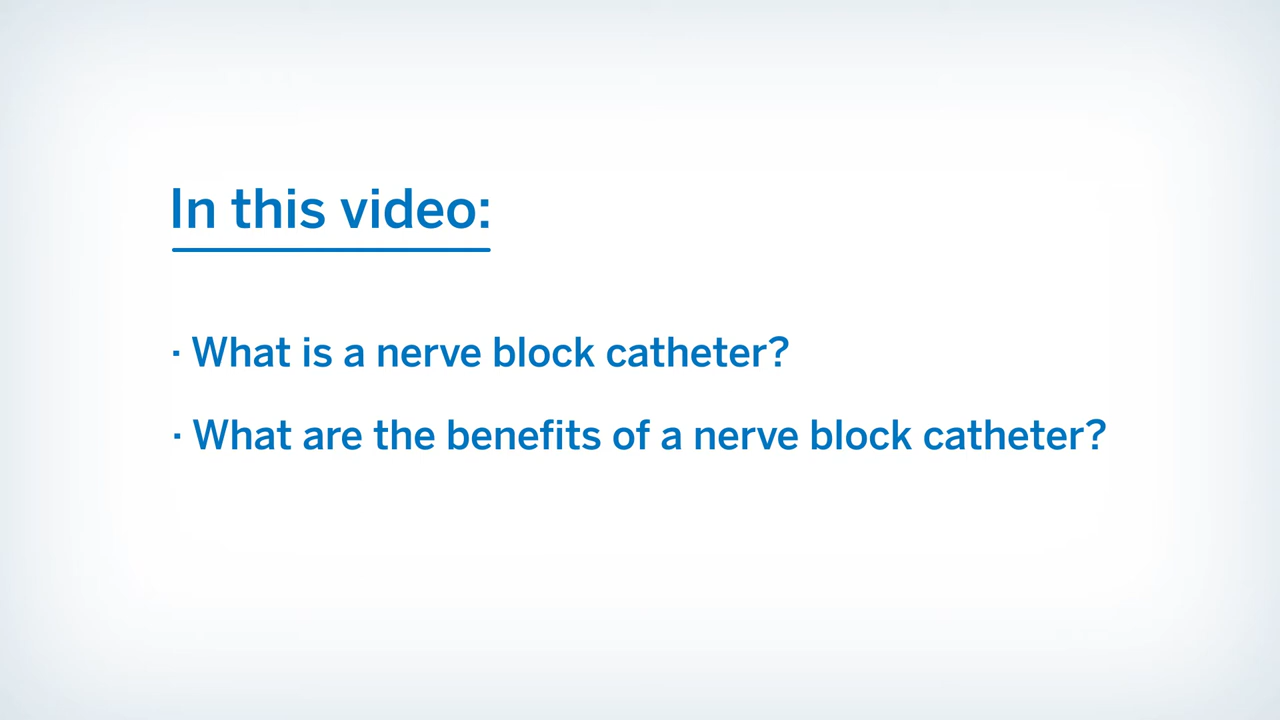 In this video:
· What is a nerve block catheter?
· What are the benefits of a nerve block catheter?